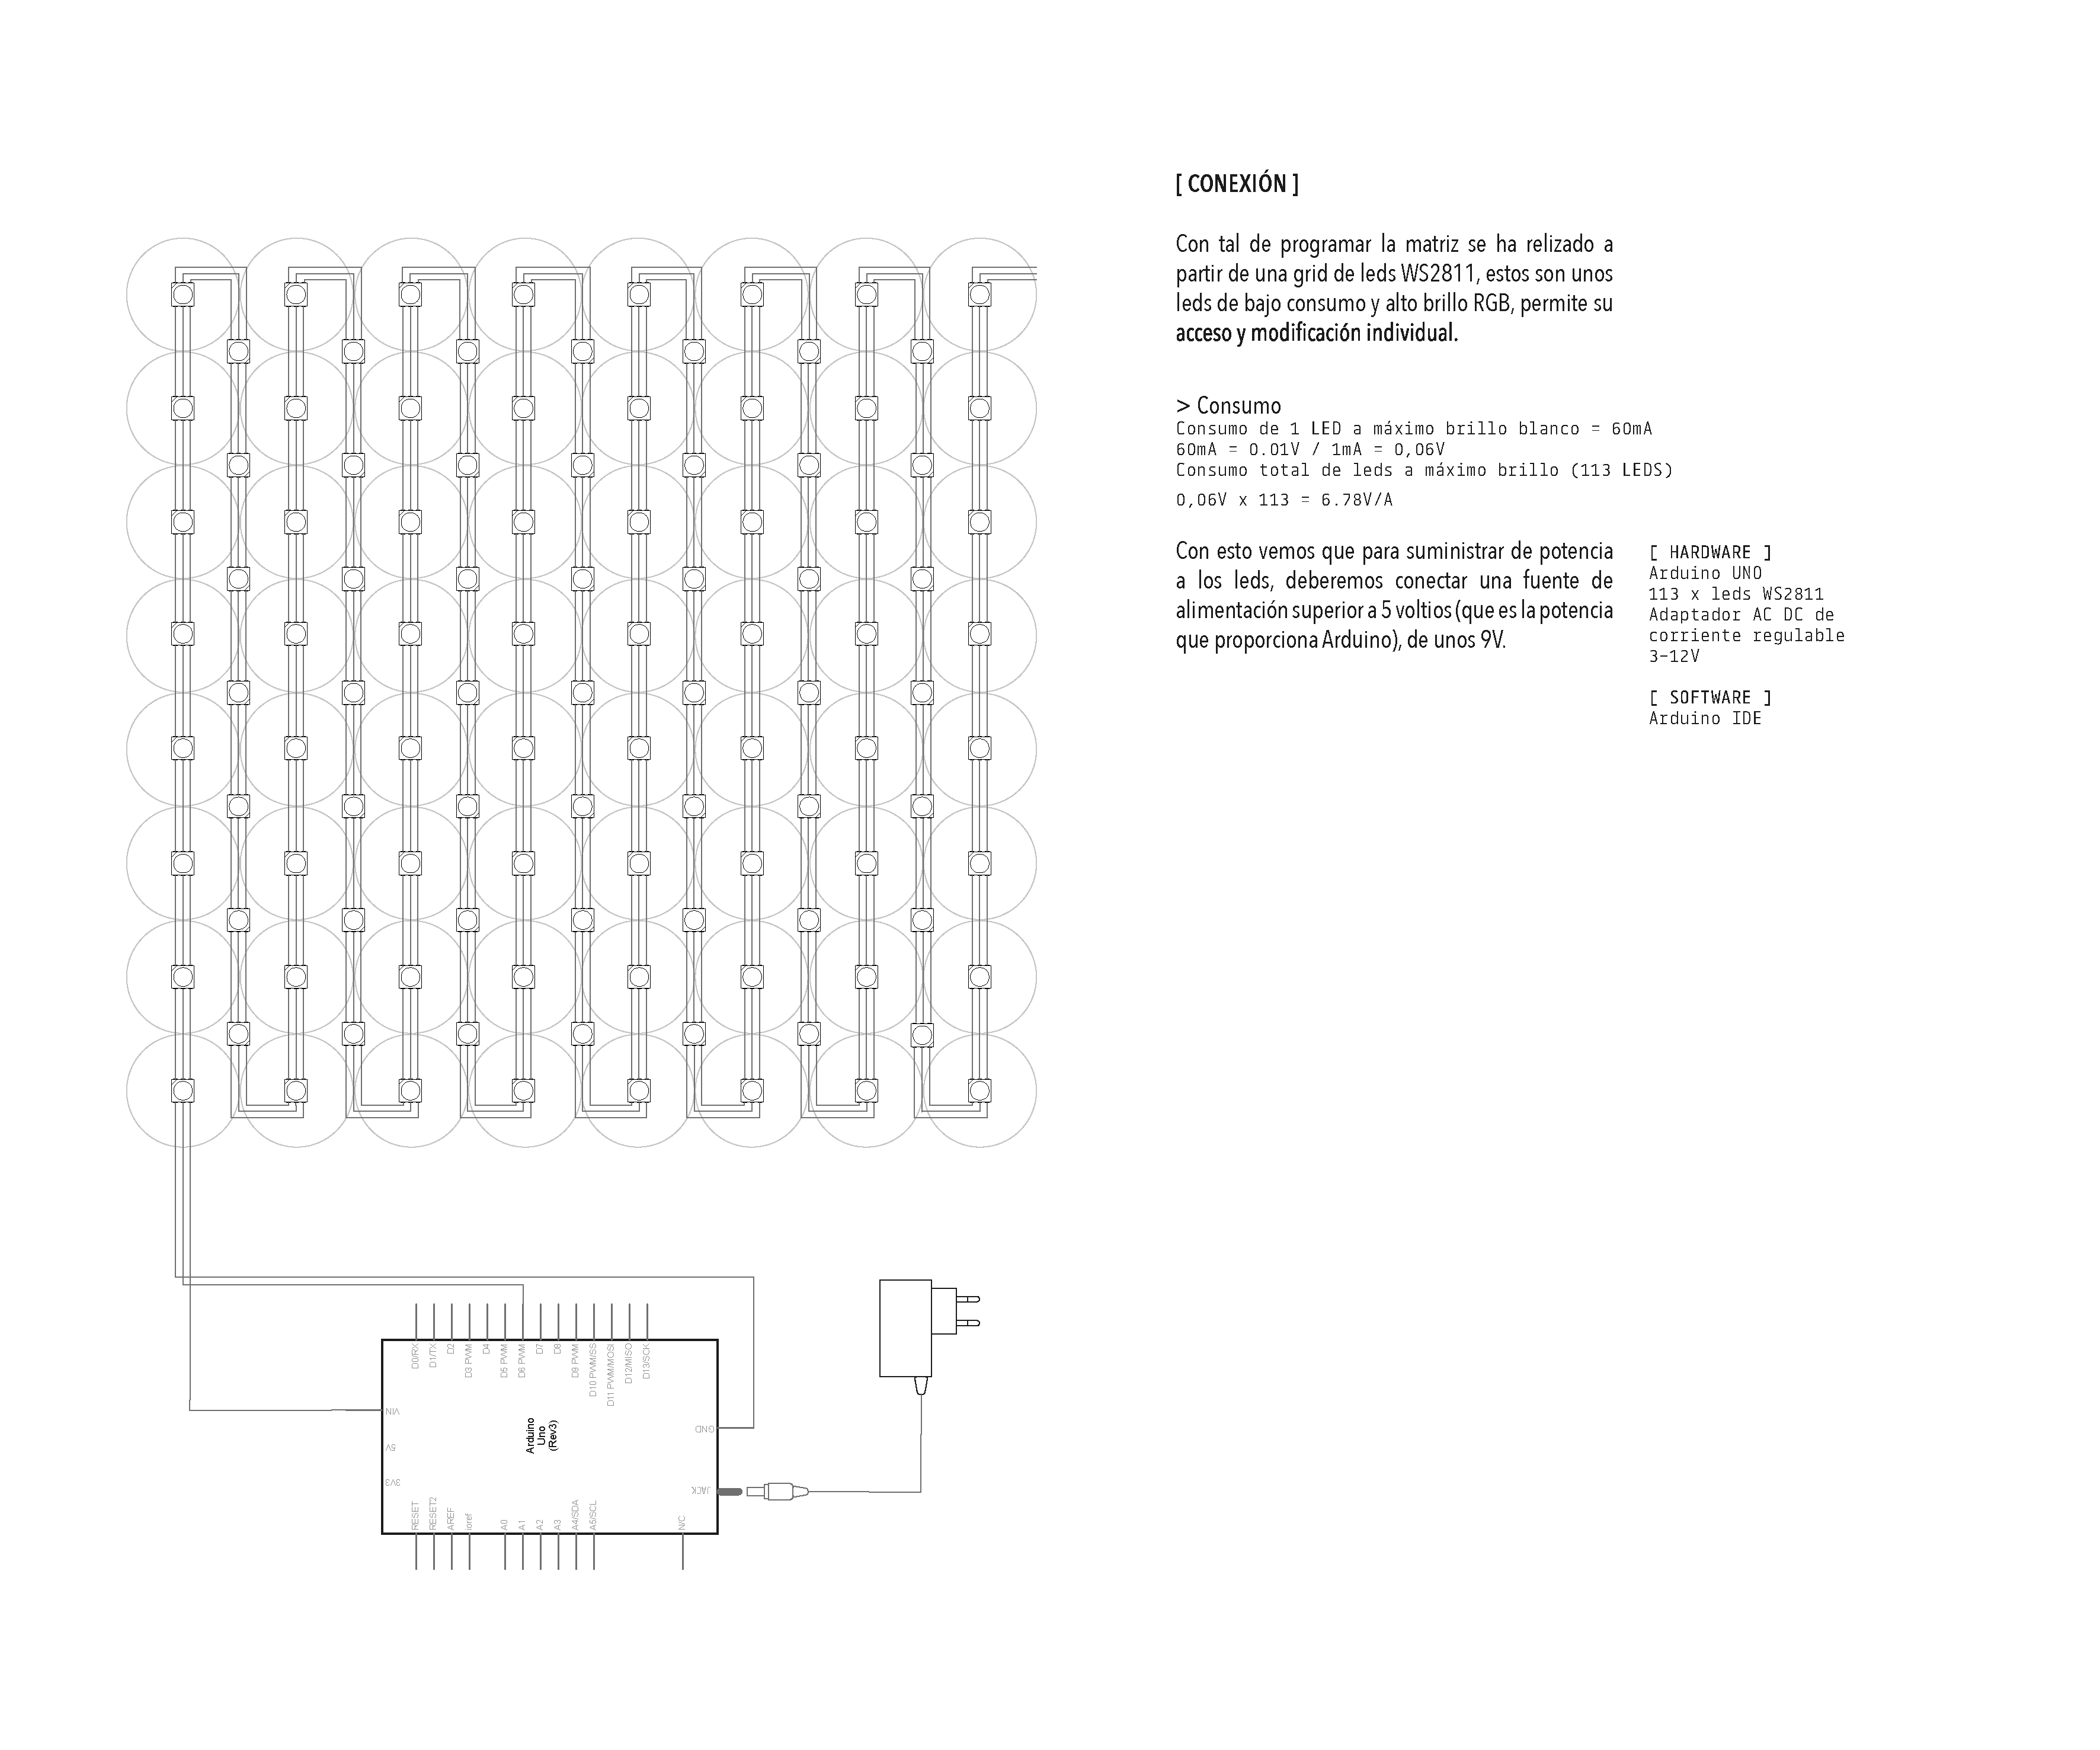 [ CONEXIÓN ]
Con tal de programar la matriz se ha relizado a
partir de una grid de leds WS2811, estos son unos
leds de bajo consumo y alto brillo RGB, permite su
acceso y modificación individual.
> Consumo
Consumo de 1 LED a máximo brillo blanco = 60mA
60mA = 0.01V / 1mA = 0,06V
Consumo total de leds a máximo brillo (113 LEDS)
0,06V x 113 = 6.78V/A
Con esto vemos que para suministrar de potencia
a los leds, deberemos conectar una fuente de
alimentación superior a 5 voltios (que es la potencia
que proporciona Arduino), de unos 9V.
[ HARDWARE ]
Arduino UNO
113 x leds WS2811
Adaptador AC DC de
corriente regulable
3-12V
[ SOFTWARE ]
Arduino IDE
D0/RX
D1/TX
D2
D3 PWM
D4
D5 PWM
D6 PWM
D7
D8
D9 PWM
D10 PWM/SS
D11 PWM/MOSI
D12/MISO
D13/SCK
VIN
5V
3V3
Arduino
Uno
(Rev3)
GND
JACK
RESET
RESET2
AREF
ioref
A0
A1
A2
A3
A4/SDA
A5/SCL
N/C